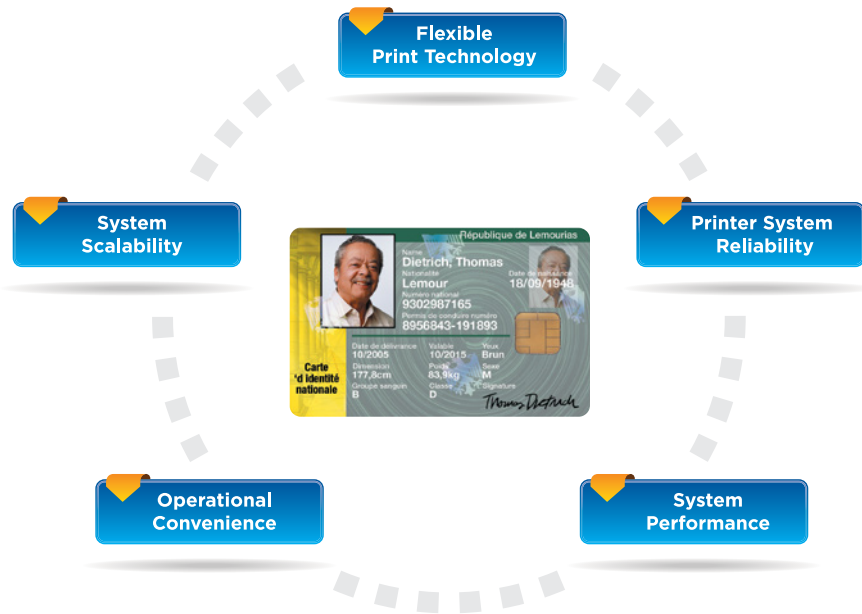 Flexible
Print Technology
System
Scalability
Printer System
Reliability
République de Lemourias
Name
Dietrich, Thomas
Nationalité
Lemour
Date de naissance
18/09/1948
Numéro national
9302987165
Permis de conduire numéro
8956843-191893
Date de délivrance
10/2005
Valable
10/2015
Yeux
Brun
Dimension
177,8cm
Poids
83,9kg
Sexe
M
Groupe sanguin
B
Classe
D
Signature
Thomas Dietrich
Carte
'd identité
nationale
Operational
Convenience
System
Performance